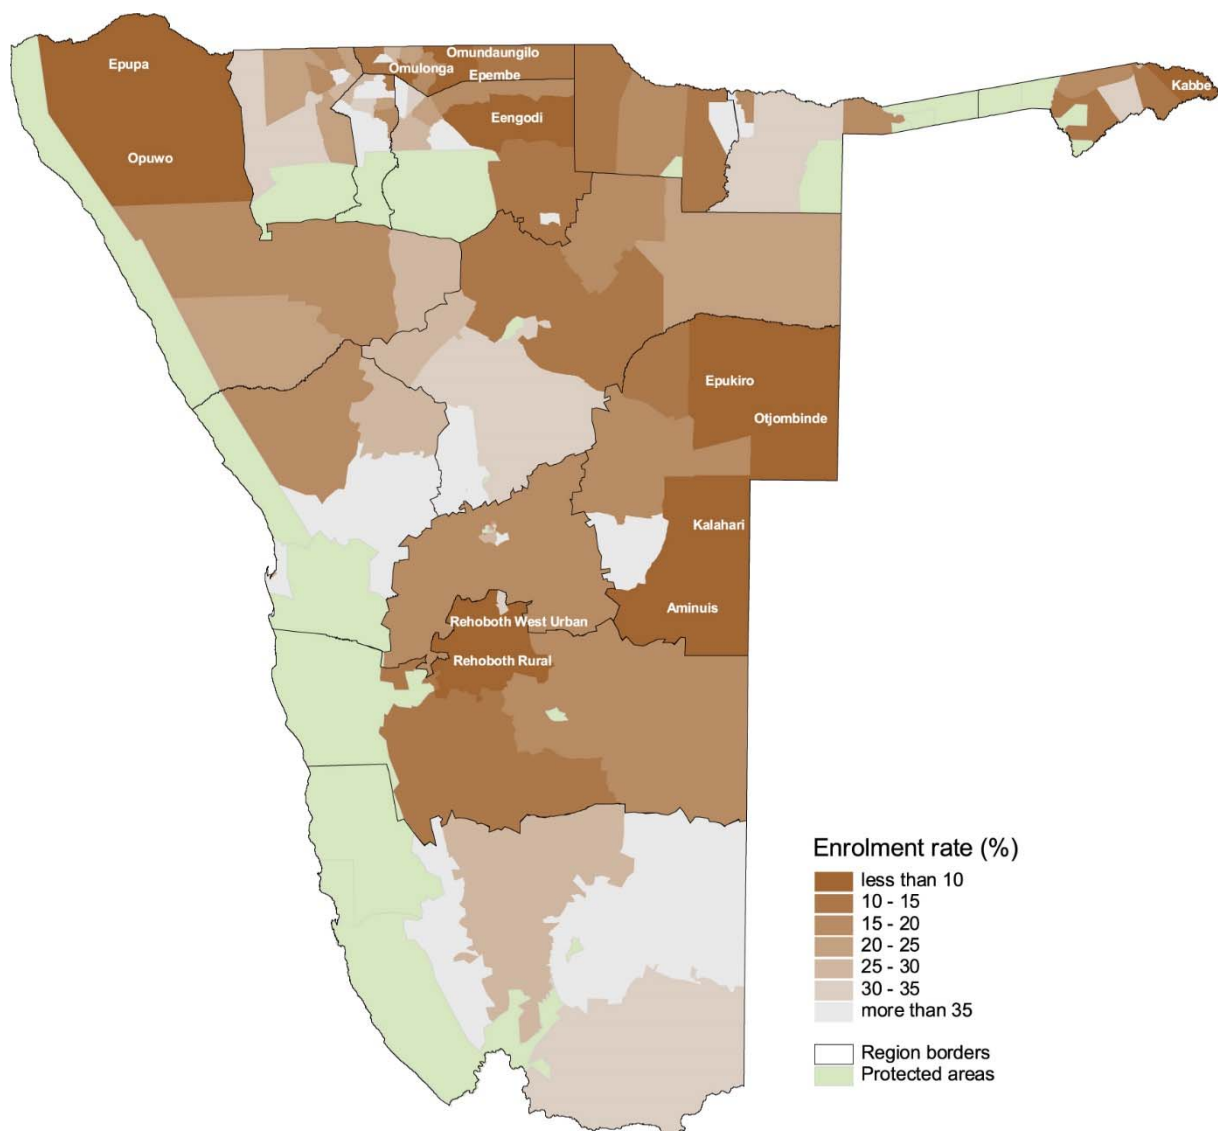 Omundaungilo
Epupa
Omulonga
Epembe
Kabbe
Eengodi
Opuwo
Epukiro
Otjombinde
Kalahari
Aminuis
Rehoboth West Urban
Rehoboth Rural
Enrolment rate (%)
less than 10
10 - 15
15 - 20
20 - 25
25 - 30
30 - 35
more than 35
Region borders
Protected areas